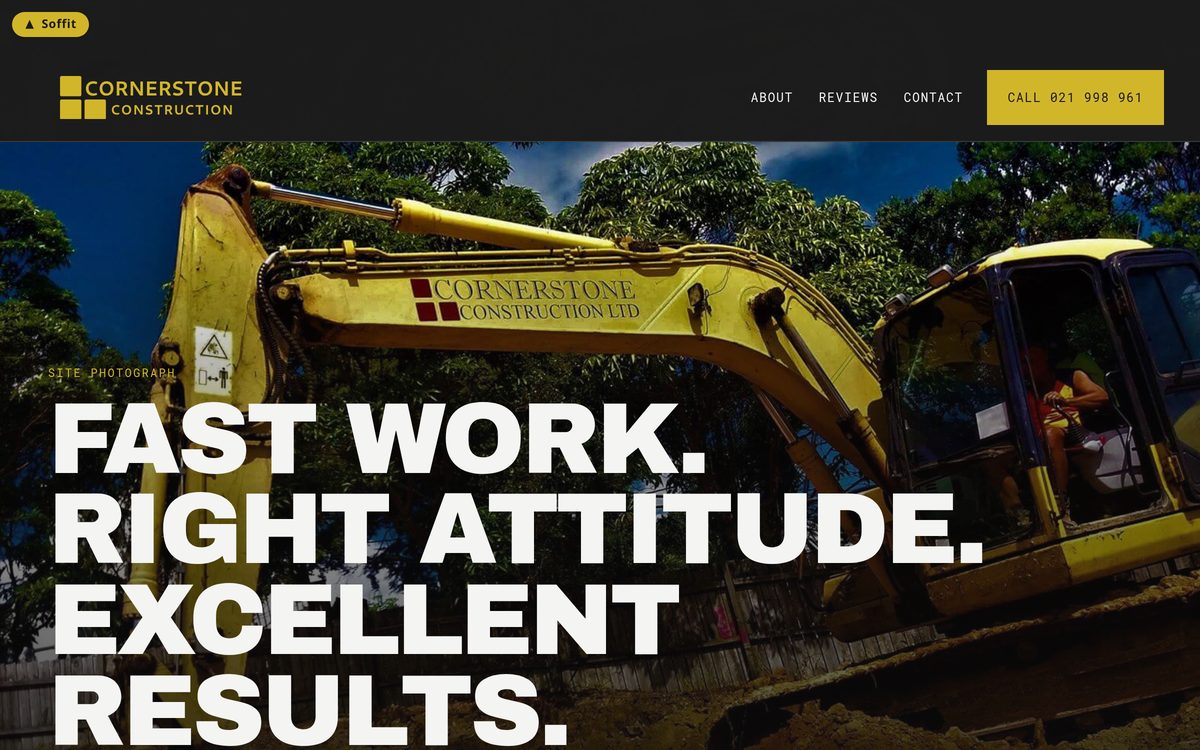 ▲ Soffit
CORNERSTONE
CONSTRUCTION
ABOUT
REVIEWS
CONTACT
CALL 021 998 961
CORNERSTONE
CONSTRUCTION LTD
SITE PHOTOGRAPH
FAST WORK.
RIGHT ATTITUDE.
EXCELLENT
RESULTS.